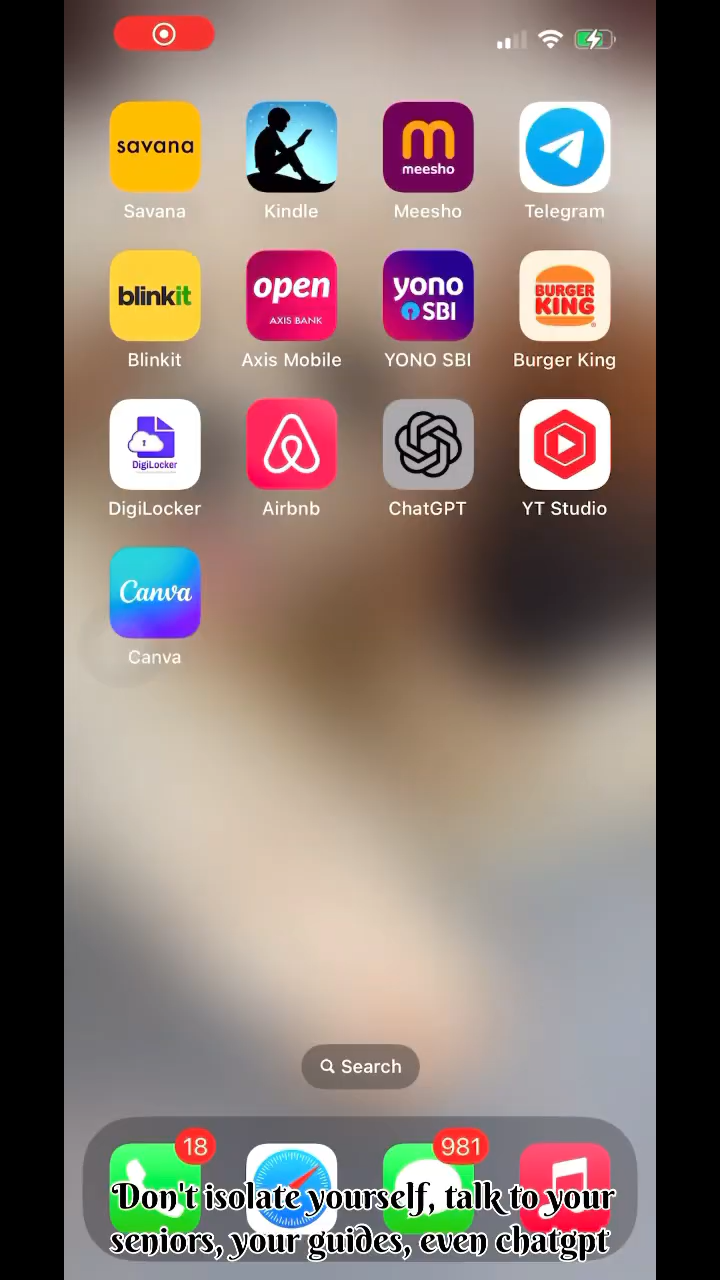 savana
meesho
Savana
Kindle
Meesho
Telegram
blinkit
open
AXIS BANK
yono
SBI
BURGER
KING
Blinkit
Axis Mobile
YONO SBI
Burger King
DigiLocker
DigiLocker
Airbnb
ChatGPT
YT Studio
Canva
Canva
Search
18
981
Don't isolate yourself, talk to your
seniors, your guides, even chatgpt